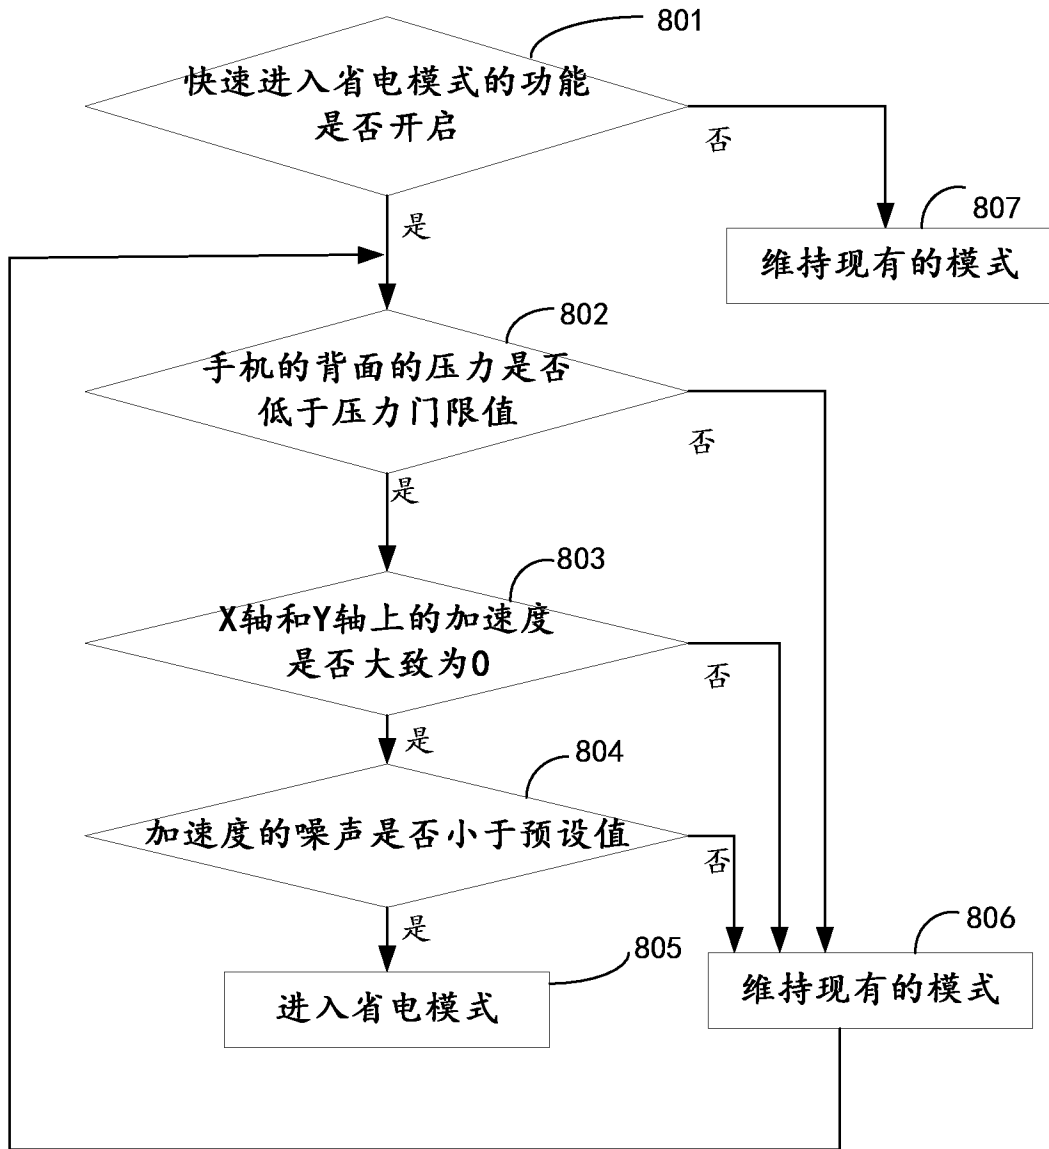 801
快速进入省电模式的功能
是否开启
否
是
807
维持现有的模式
802
手机的背面的压力是否
低于压力门限值
否
是
803
X轴和Y轴上的加速度
是否大致为0
否
是
804
加速度的噪声是否小于预设值
否
是
805
进入省电模式
806
维持现有的模式